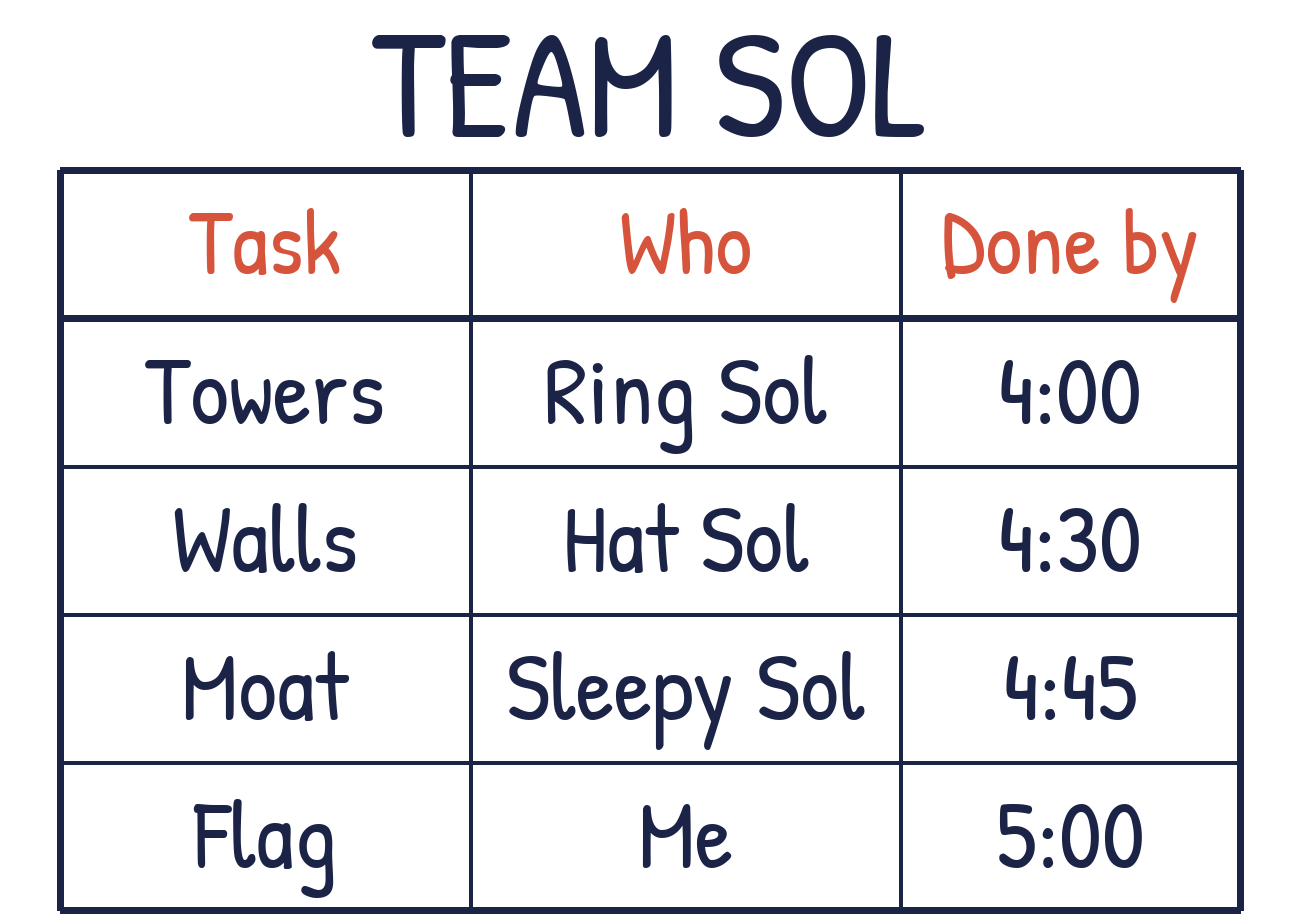 TEAM SOL
Task Who Done by
Towers Ring Sol 4:00
Walls Hat Sol 4:30
Moat Sleepy Sol 4:45
Flag Me 5:00